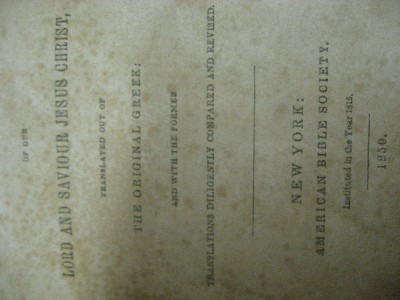 OF OUR
LORD AND SAVIOUR JESUS CHRIST,
TRANSLATED OUT OF
THE ORIGINAL GREEK;
AND WITH THE FORMER
TRANSLATIONS DILIGENTLY COMPARED AND REVISED.
NEW YORK:
AMERICAN BIBLE SOCIETY.
Instituted in the Year 1816.
1850.